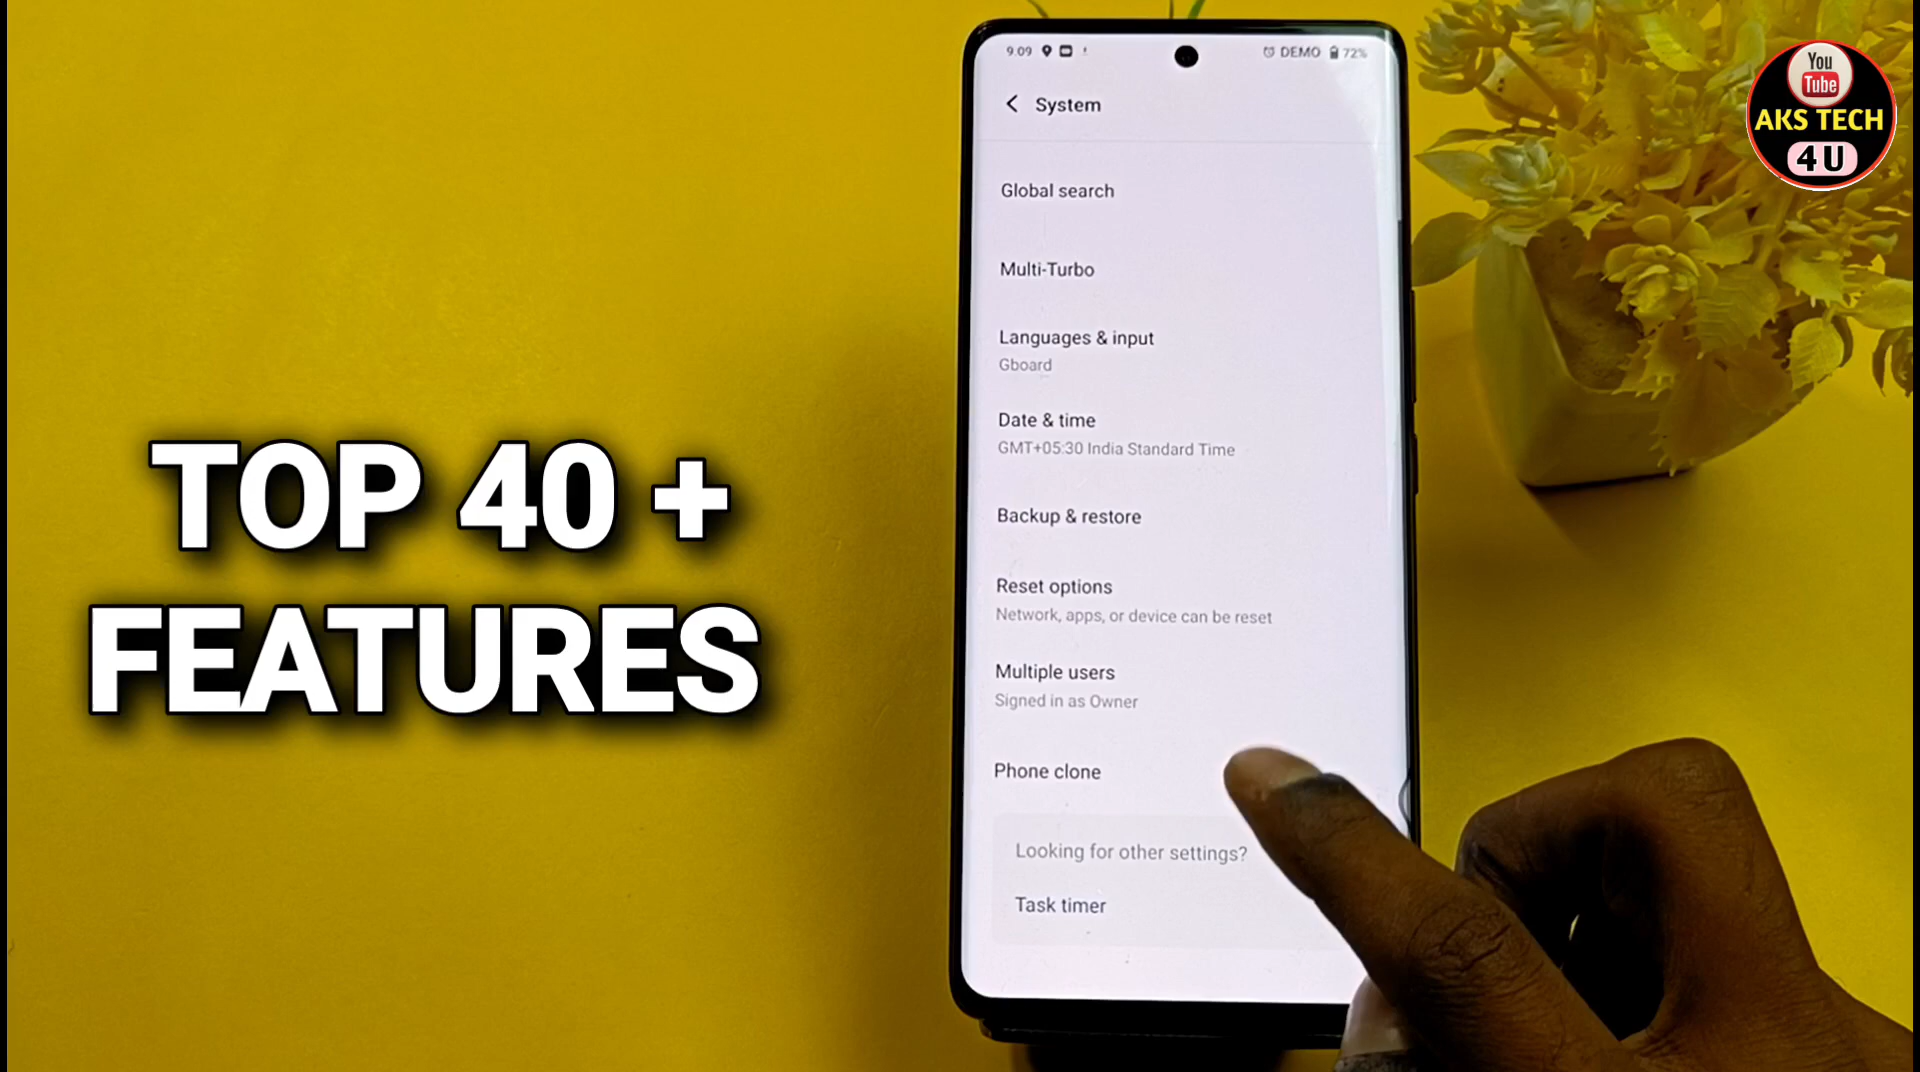 TOP 40 +
FEATURES
9.09
DEMO 72%
System
Global search
Multi-Turbo
Languages & input
Gboard
Date & time
GMT+05:30 India Standard Time
Backup & restore
Reset options
Network, apps, or device can be reset
Multiple users
Signed in as Owner
Phone clone
Looking for other settings?
Task timer
You
Tube
AKS TECH
4 U